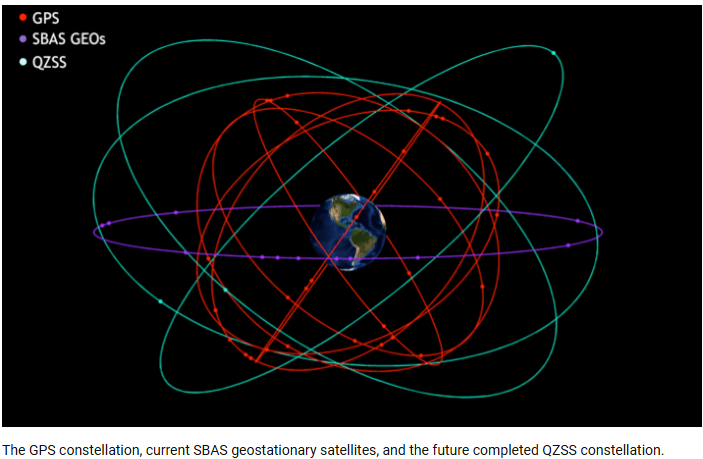 GPS
SBAS GEOs
QZSS
The GPS constellation, current SBAS geostationary satellites, and the future completed QZSS constellation.